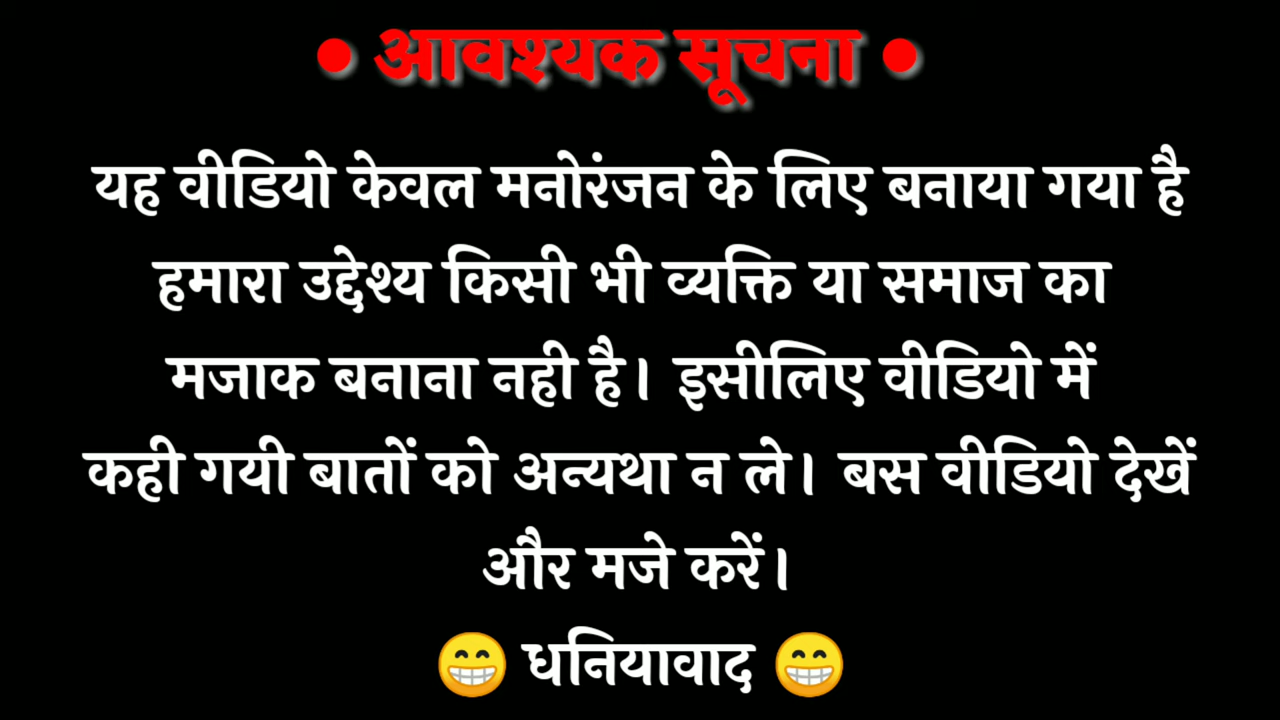 • आवश्यक सूचना •
यह वीडियो केवल मनोरंजन के लिए बनाया गया है
हमारा उद्देश्य किसी भी व्यक्ति या समाज का
मजाक बनाना नही है। इसीलिए वीडियो में
कही गयी बातों को अन्यथा न ले। बस वीडियो देखें
और मजे करें।
😁 धनियावाद 😁